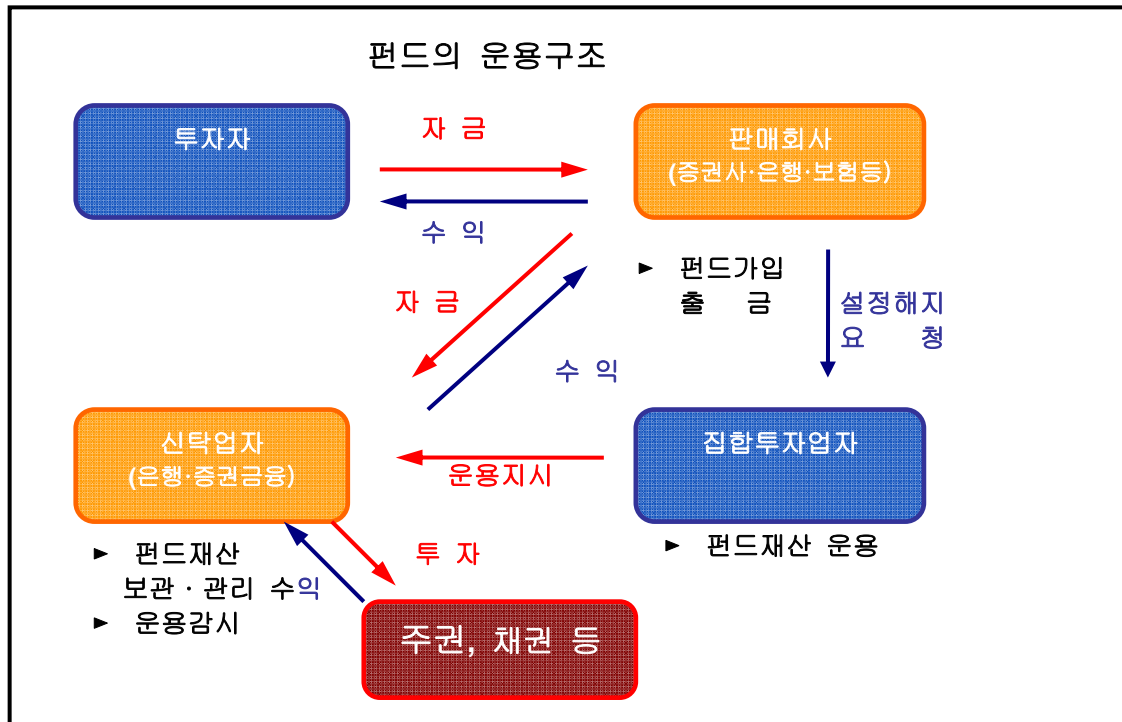 펀드의 운용구조
투자자
자 금
판매회사
(증권사·은행·보험등)
수 익
► 펀드가입
출 금
자 금
설정해지
요 청
수 익
신탁업자
(은행·증권금융)
집합투자업자
운용지시
► 펀드재산
보관 · 관리 수익
► 운용감시
투 자
► 펀드재산 운용
주권, 채권 등